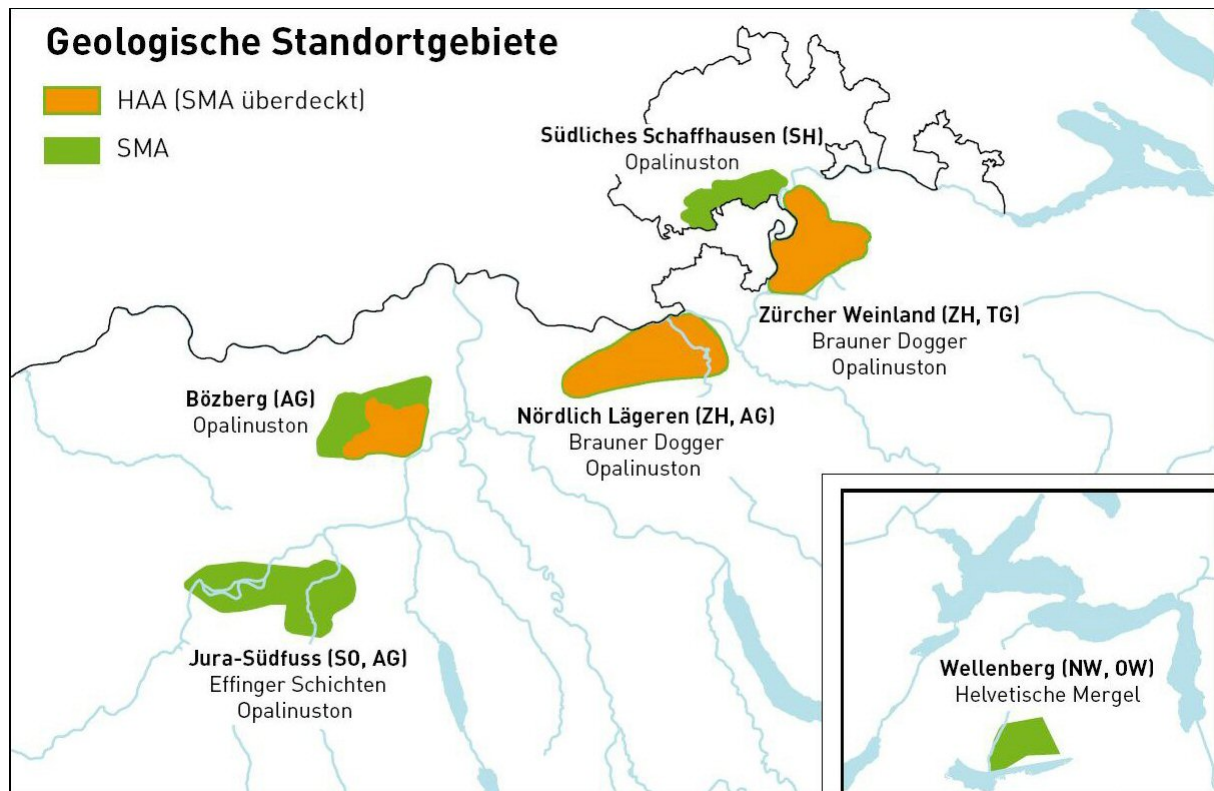 Geologische Standortgebiete
HAA (SMA überdeckt)
SMA
Südliches Schaffhausen (SH)
Opalinuston
Zürcher Weinland (ZH, TG)
Brauner Dogger
Opalinuston
Bözberg (AG)
Opalinuston
Nördlich Lägeren (ZH, AG)
Brauner Dogger
Opalinuston
Jura-Südfuss (SO, AG)
Effinger Schichten
Opalinuston
Wellenberg (NW, OW)
Helvetische Mergel